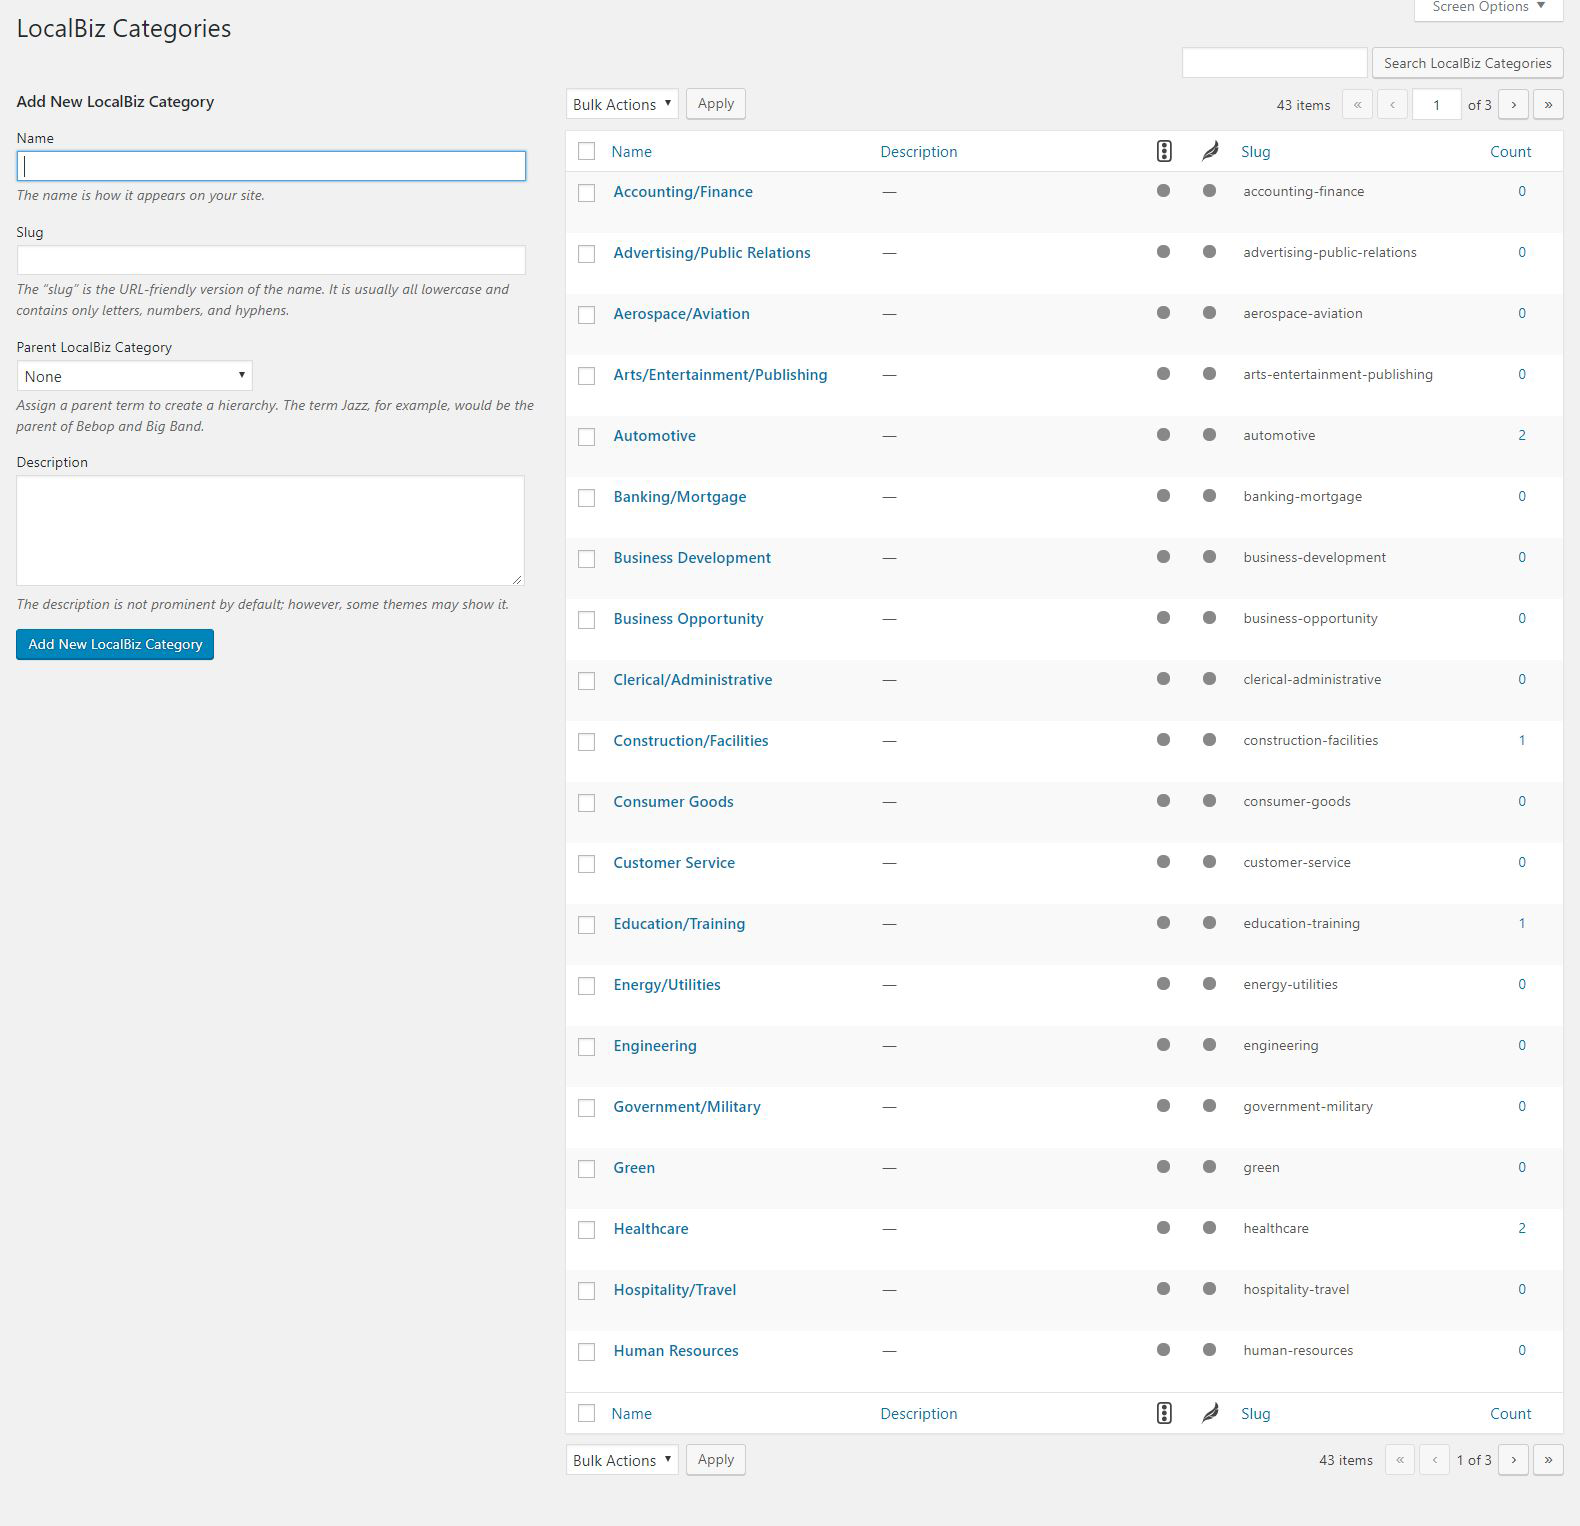 Screen Options ▼
LocalBiz Categories
Search LocalBiz Categories
Add New LocalBiz Category
Name
The name is how it appears on your site.
Slug
The “slug” is the URL-friendly version of the name. It is usually all lowercase and
contains only letters, numbers, and hyphens.
Parent LocalBiz Category
None
Assign a parent term to create a hierarchy. The term Jazz, for example, would be the
parent of Bebop and Big Band.
Description
The description is not prominent by default; however, some themes may show it.
Add New LocalBiz Category
Bulk Actions Apply 43 items « ‹ 1 of 3 › »
Name Description Slug Count
Accounting/Finance — accounting-finance 0
Advertising/Public Relations — advertising-public-relations 0
Aerospace/Aviation — aerospace-aviation 0
Arts/Entertainment/Publishing — arts-entertainment-publishing 0
Automotive — automotive 2
Banking/Mortgage — banking-mortgage 0
Business Development — business-development 0
Business Opportunity — business-opportunity 0
Clerical/Administrative — clerical-administrative 0
Construction/Facilities — construction-facilities 1
Consumer Goods — consumer-goods 0
Customer Service — customer-service 0
Education/Training — education-training 1
Energy/Utilities — energy-utilities 0
Engineering — engineering 0
Government/Military — government-military 0
Green — green 0
Healthcare — healthcare 2
Hospitality/Travel — hospitality-travel 0
Human Resources — human-resources 0
Name Description Slug Count
Bulk Actions Apply 43 items « ‹ 1 of 3 › »